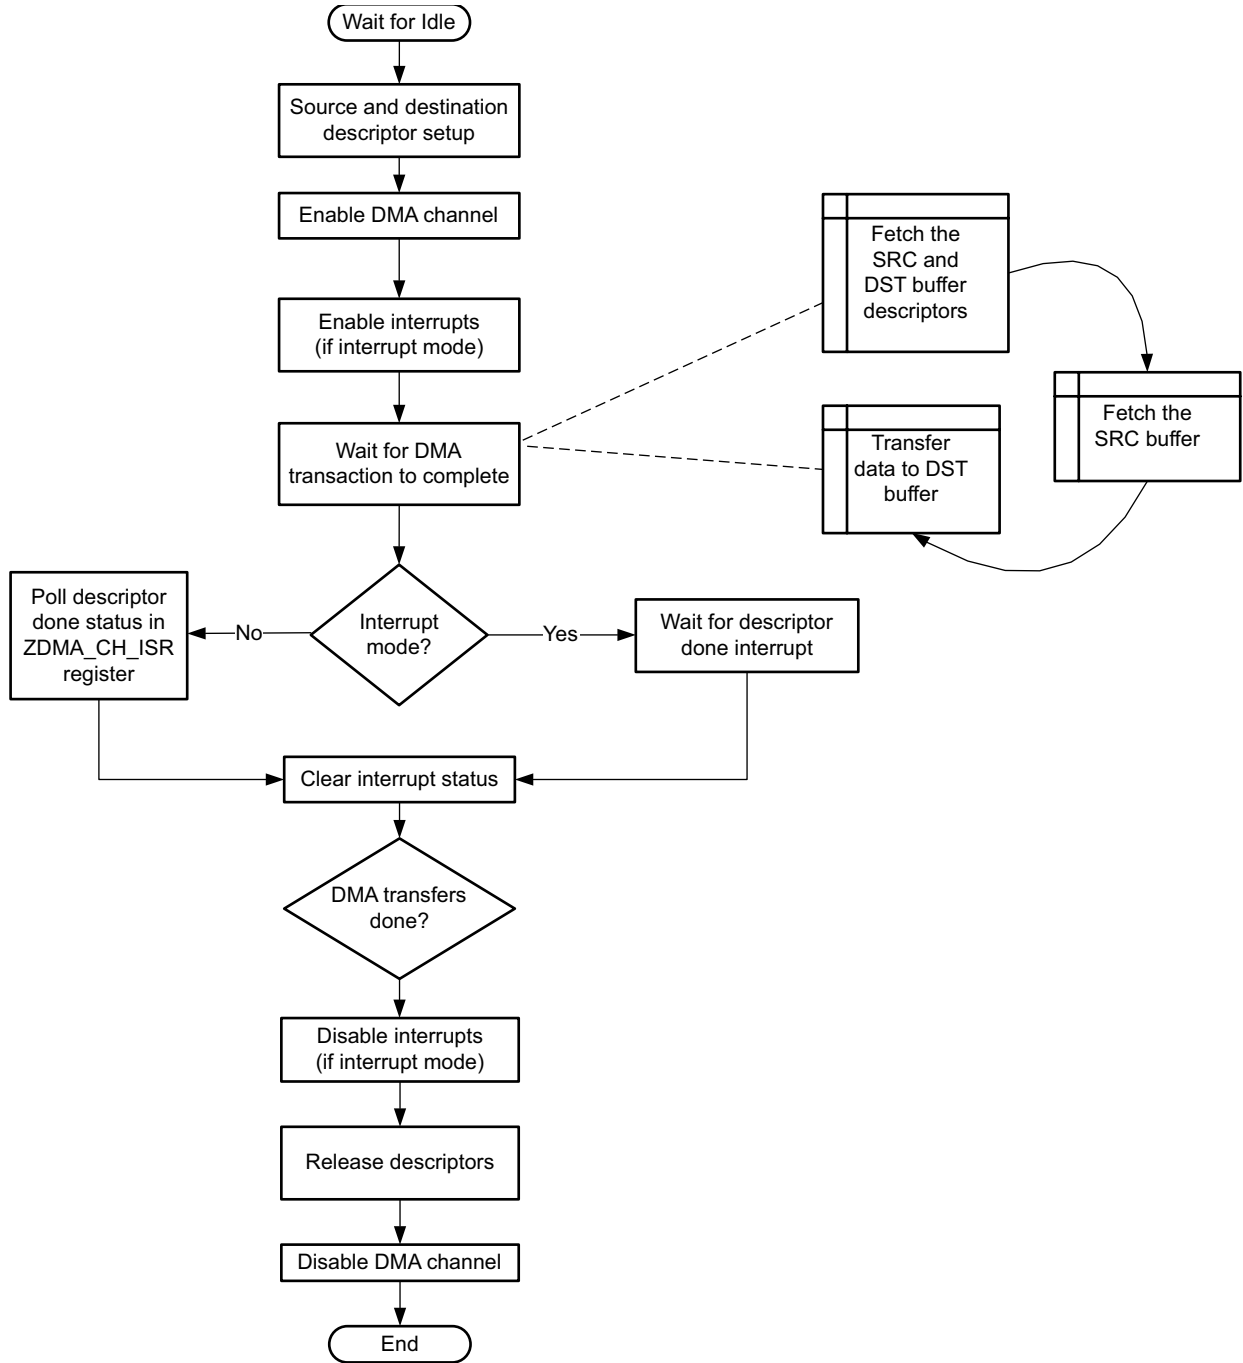 Wait for Idle
Source and destination
descriptor setup
Enable DMA channel
Enable interrupts
(if interrupt mode)
Wait for DMA
transaction to complete
Fetch the
SRC and
DST buffer
descriptors
Fetch the
SRC buffer
Transfer
data to DST
buffer
Interrupt
mode?
No
Yes
Poll descriptor
done status in
ZDMA_CH_ISR
register
Wait for descriptor
done interrupt
Clear interrupt status
DMA transfers
done?
Disable interrupts
(if interrupt mode)
Release descriptors
Disable DMA channel
End